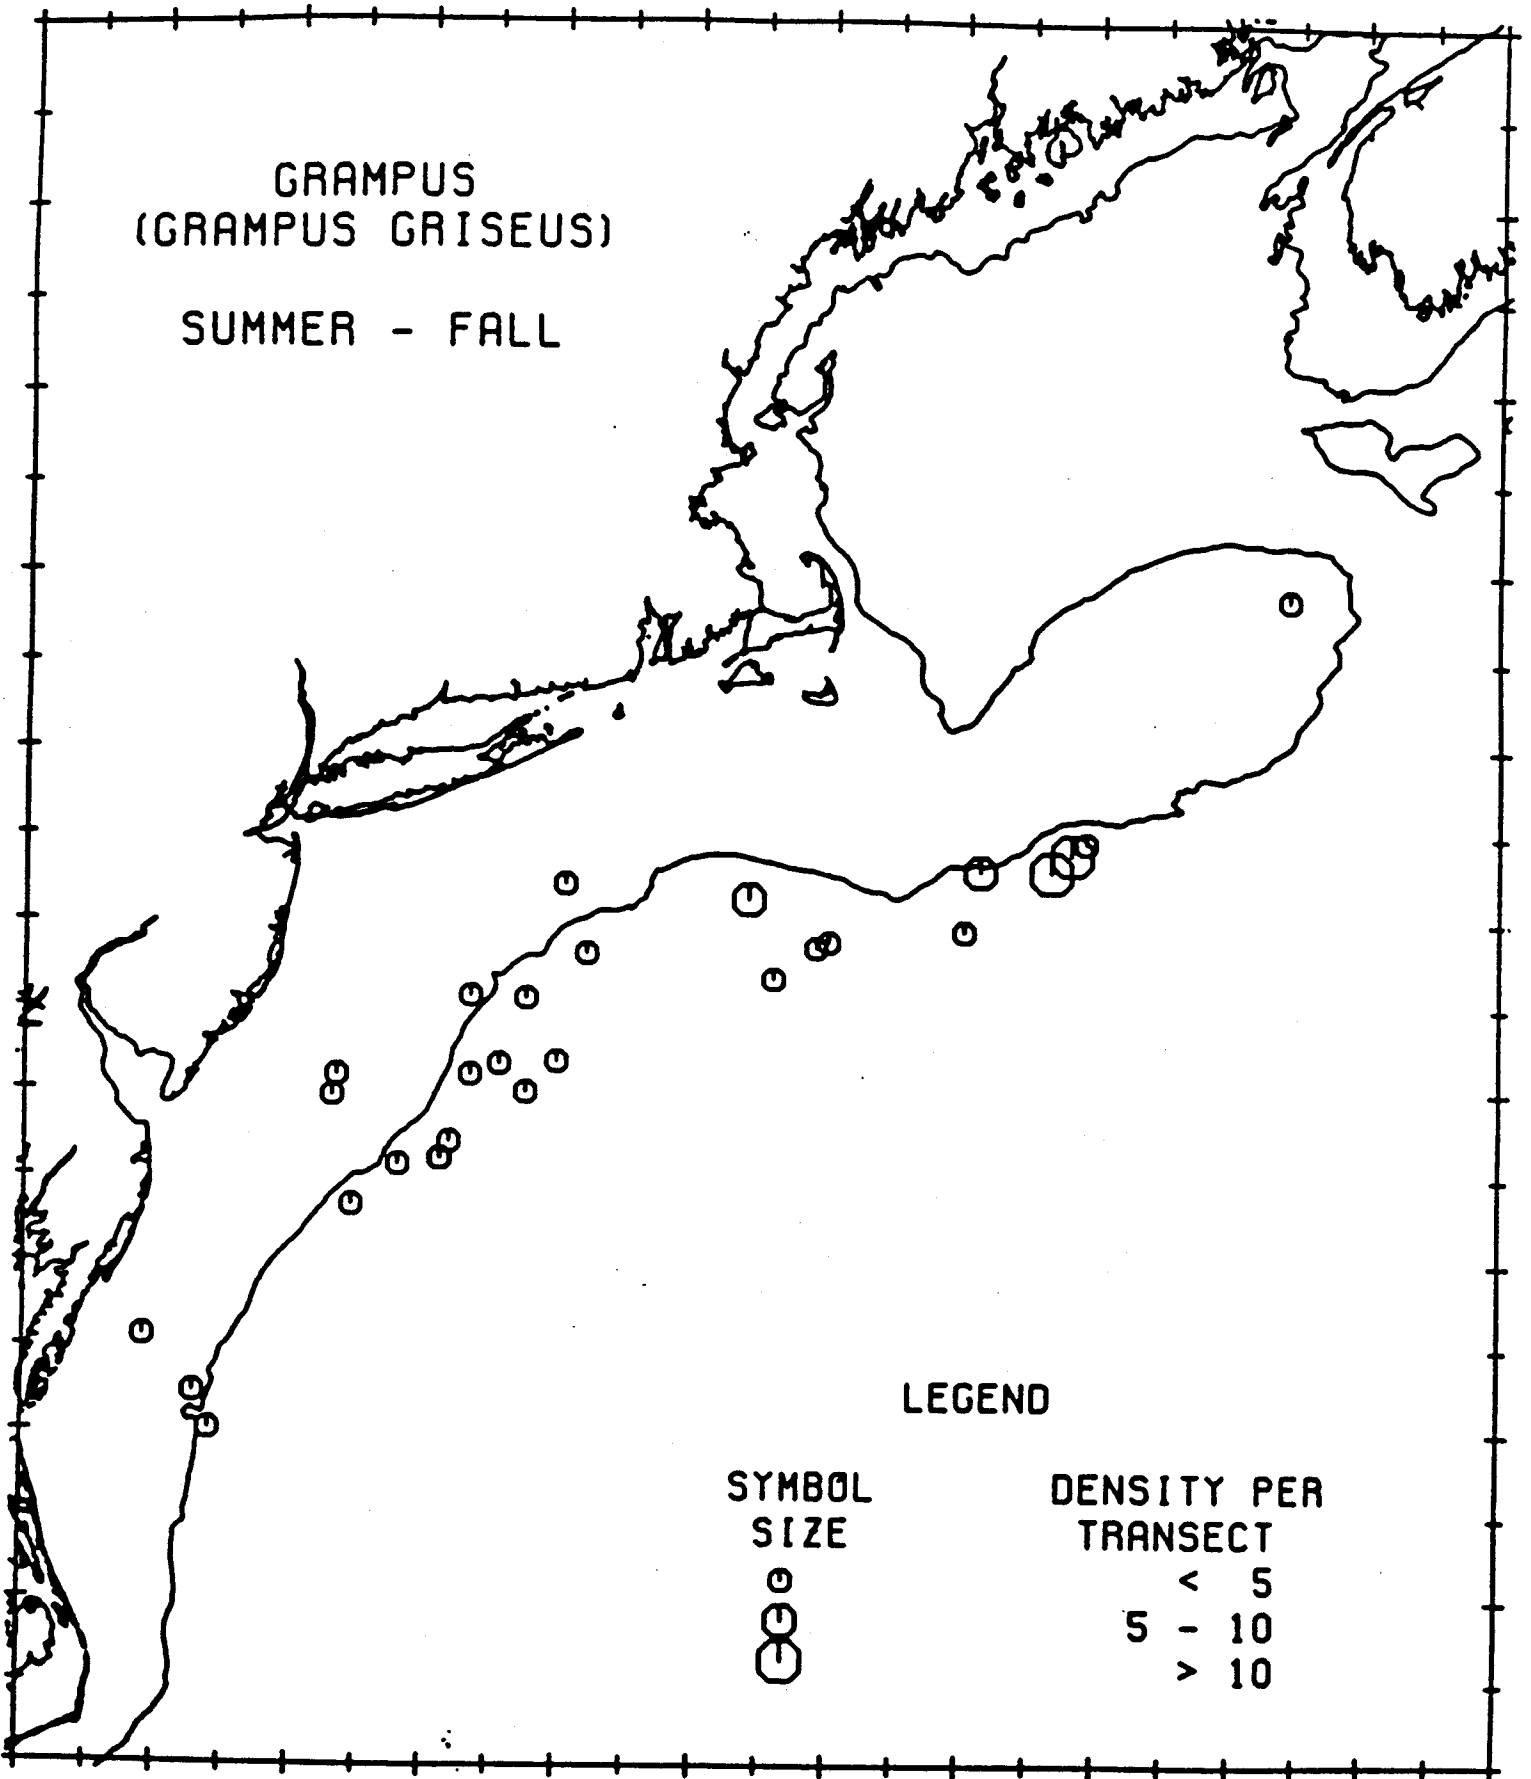 GRAMPUS
(GRAMPUS GRISEUS)
SUMMER - FALL
LEGEND
SYMBOL SIZE
DENSITY PER TRANSECT
< 5
5 - 10
> 10